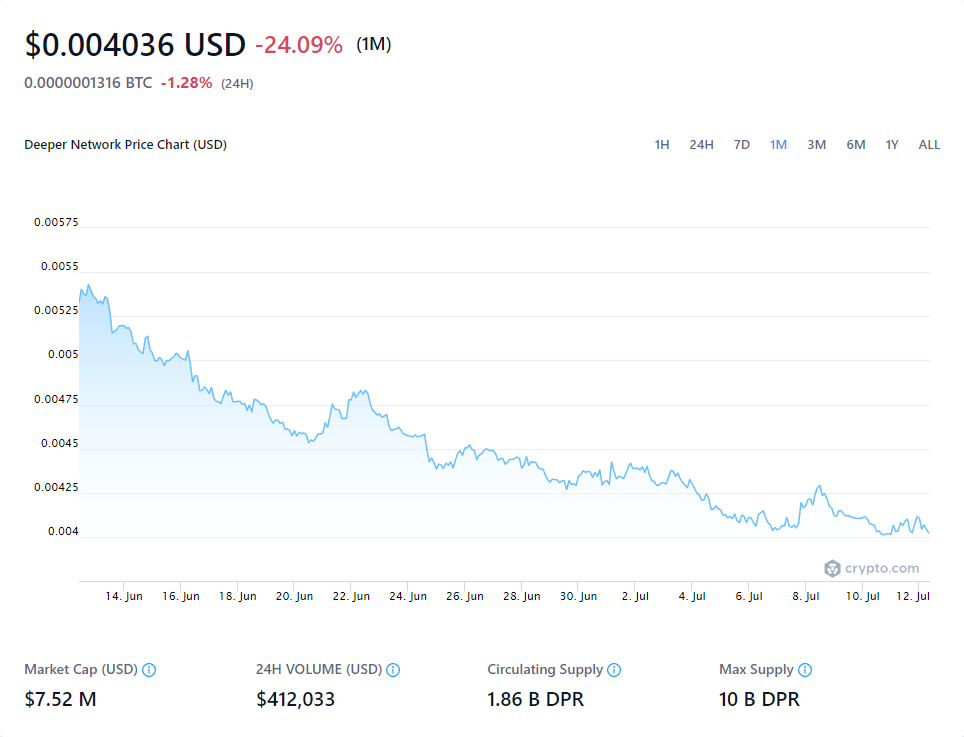 $0.004036 USD -24.09% (1M)
0.0000001316 BTC -1.28% (24H)
Deeper Network Price Chart (USD)
1H 24H 7D 1M 3M 6M 1Y ALL
0.00575
0.0055
0.00525
0.005
0.00475
0.0045
0.00425
0.004
crypto.com
14. Jun 16. Jun 18. Jun 20. Jun 22. Jun 24. Jun 26. Jun 28. Jun 30. Jun 2. Jul 4. Jul 6. Jul 8. Jul 10. Jul 12. Jul
Market Cap (USD) 24H VOLUME (USD) Circulating Supply Max Supply
$7.52 M $412,033 1.86 B DPR 10 B DPR